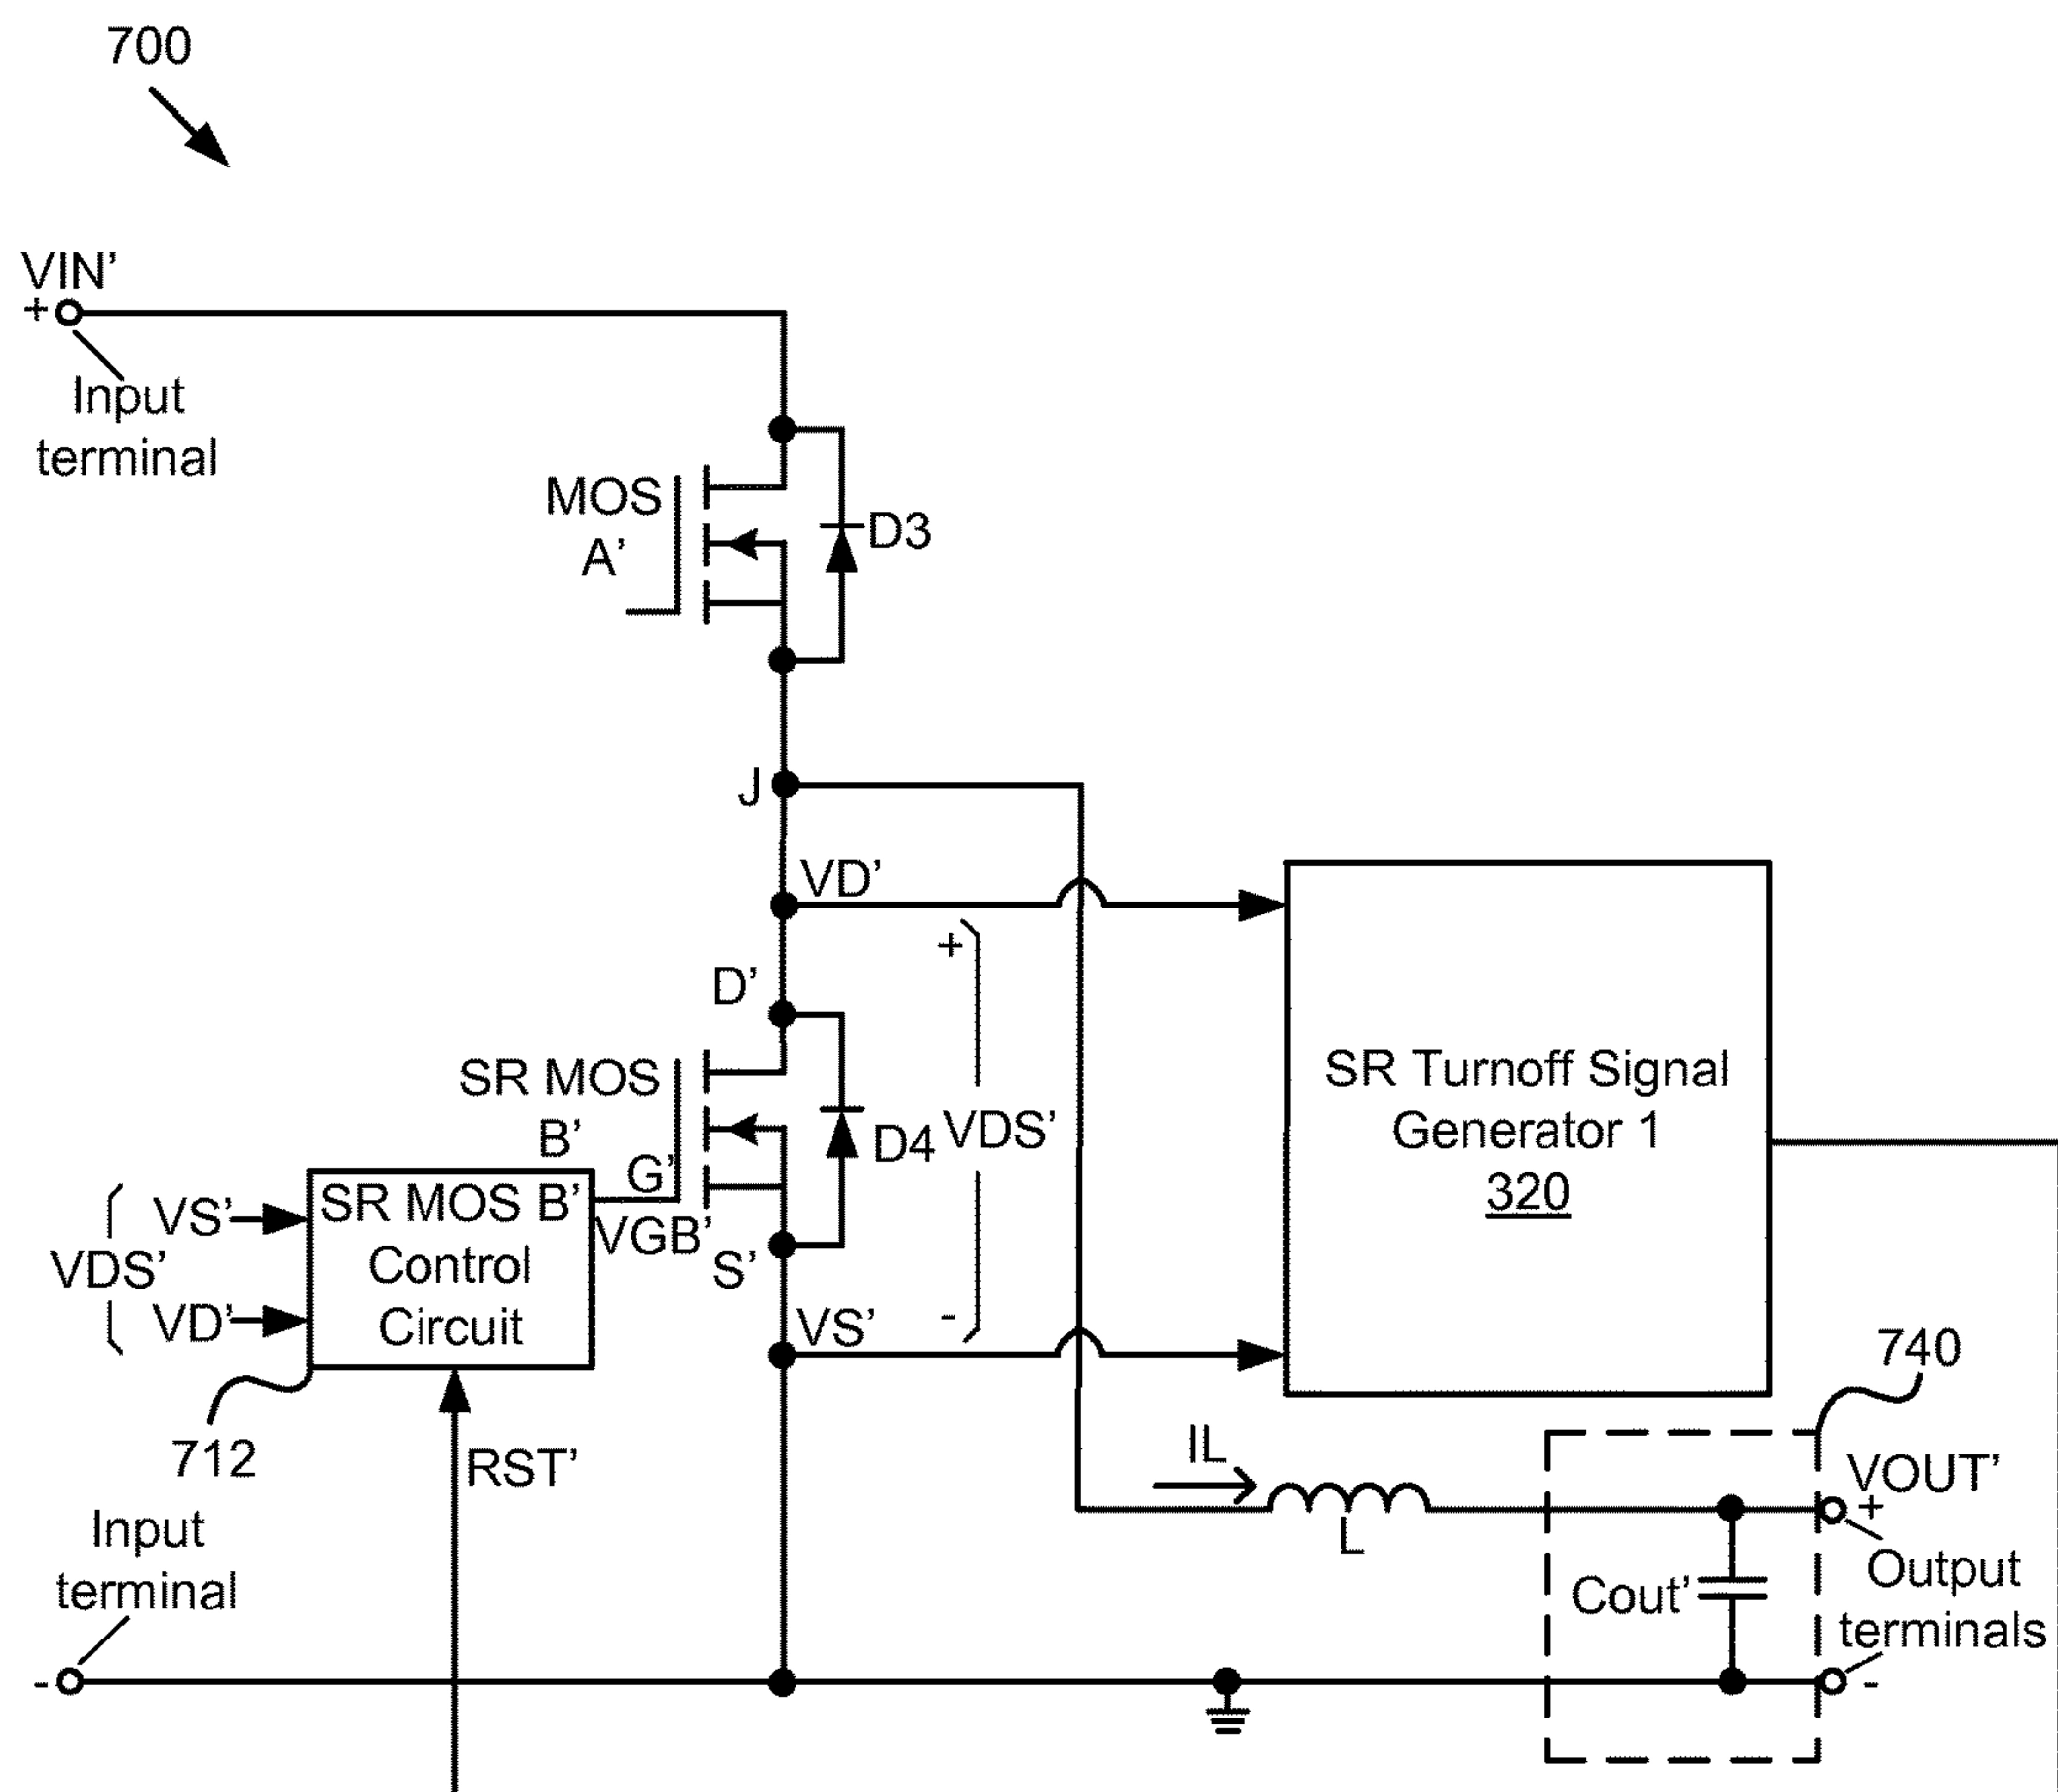 700
VIN'
+
Input
terminal
MOS
A'
D3
J
VD'
+
D'
SR MOS
B'
G'
VGB'
S'
D4
VDS'
-
VS'
SR Turnoff Signal
Generator 1
320
VDS'
VS'
VD'
SR MOS B'
Control
Circuit
712
RST'
740
IL
L
VOUT'
+
Cout'
Output
terminals
-
Input
terminal
-